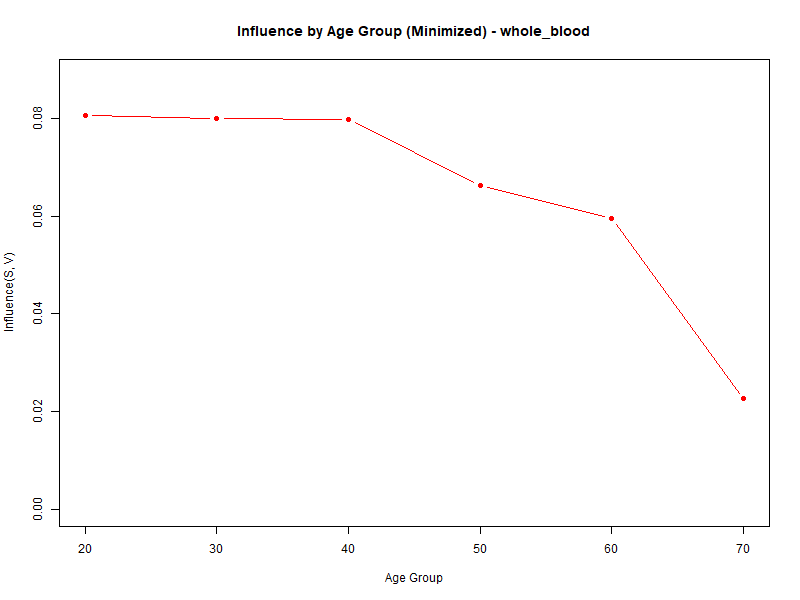 Influence by Age Group (Minimized) - whole_blood
Influence(S, V)
0.08
0.06
0.04
0.02
0.00
20 30 40 50 60 70
Age Group